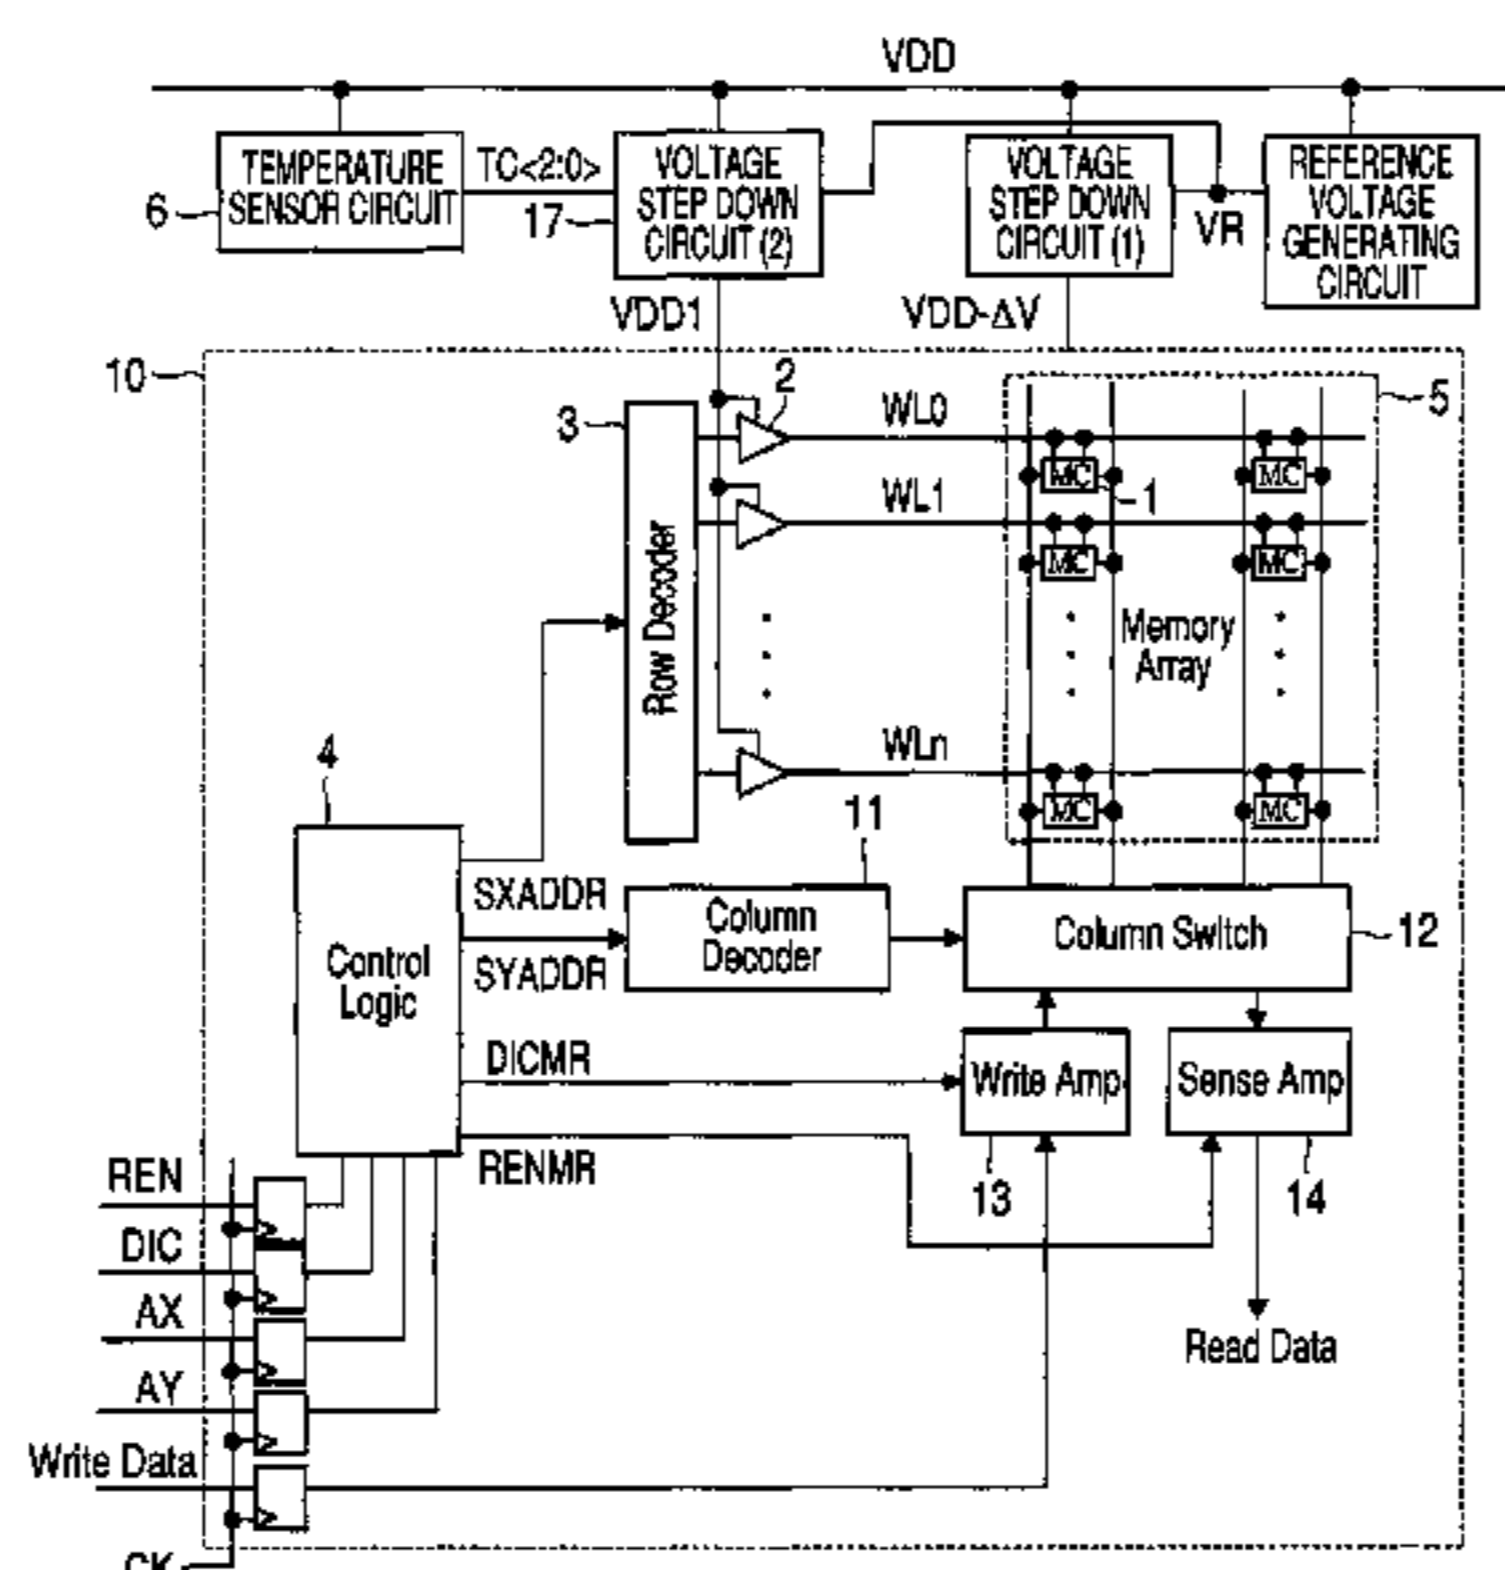 VDD
TEMPERATURE
SENSOR CIRCUIT
6
TC<2:0>
17
VOLTAGE
STEP DOWN
CIRCUIT (2)
VOLTAGE
STEP DOWN
CIRCUIT (1)
VR
REFERENCE
VOLTAGE
GENERATING
CIRCUIT
VDD1
VDD-ΔV
10
3
2
WL0
5
MC
MC
1
WL1
MC
MC
Row Decoder
Memory
Array
WLn
MC
MC
4
11
Control
Logic
SXADDR
SYADDR
Column
Decoder
Column Switch
12
DICMR
Write Amp
Sense Amp
RENMR
13
14
REN
DIC
AX
AY
Write Data
Read Data
CK